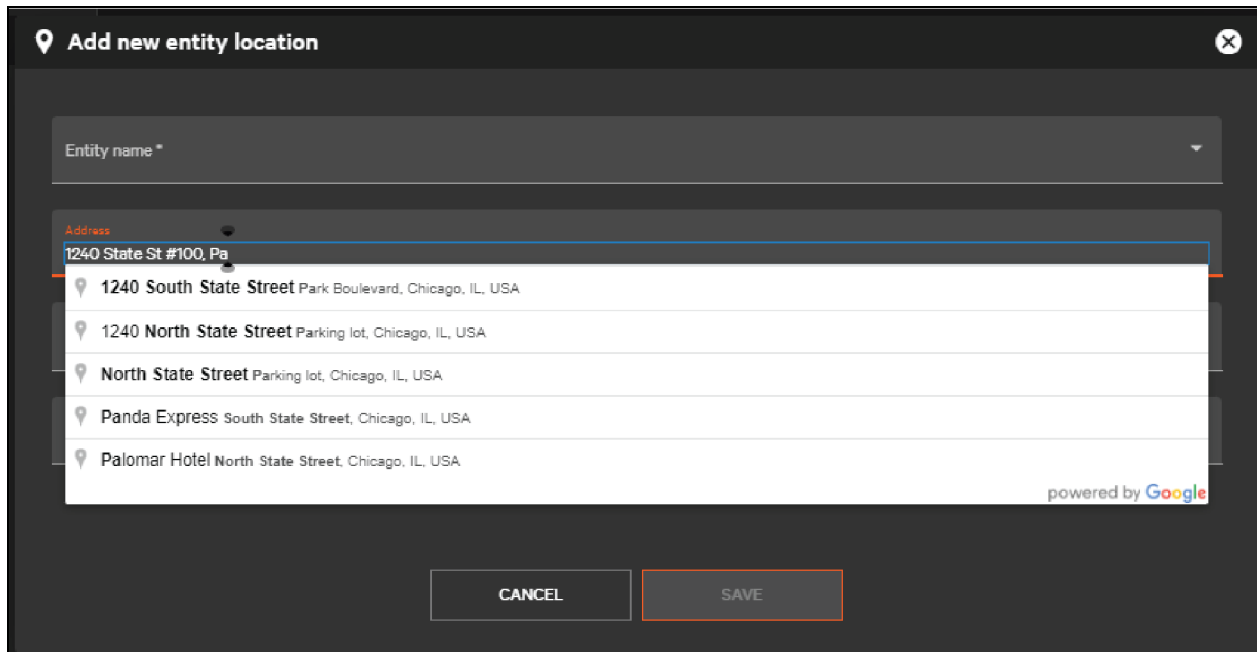 Add new entity location
Entity name *
Address
1240 State St #100, Pa
1240 South State Street Park Boulevard, Chicago, IL, USA
1240 North State Street Parking lot, Chicago, IL, USA
North State Street Parking lot, Chicago, IL, USA
Panda Express South State Street, Chicago, IL, USA
Palomar Hotel North State Street, Chicago, IL, USA
powered by Google
CANCEL
SAVE